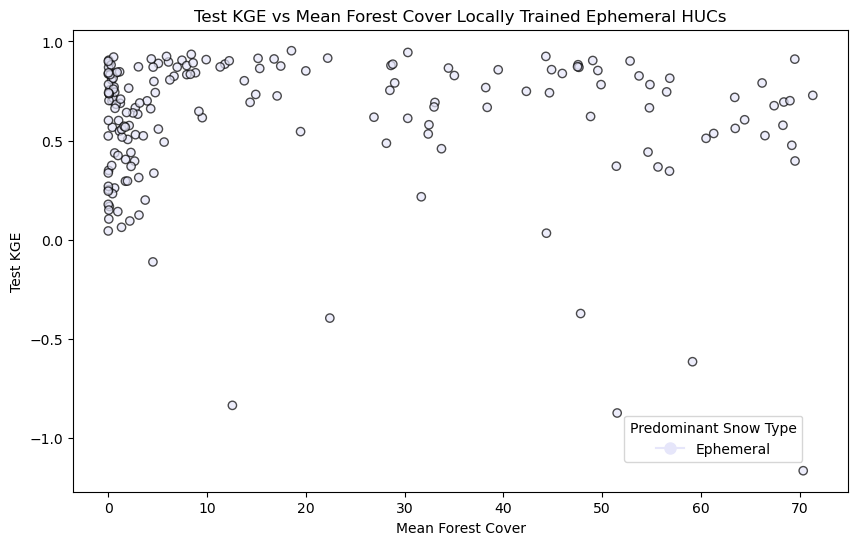 Test KGE vs Mean Forest Cover Locally Trained Ephemeral HUCs
1.0
0.5
0.0
−0.5
−1.0
Test KGE
Predominant Snow Type
Ephemeral
0 10 20 30 40 50 60 70
Mean Forest Cover